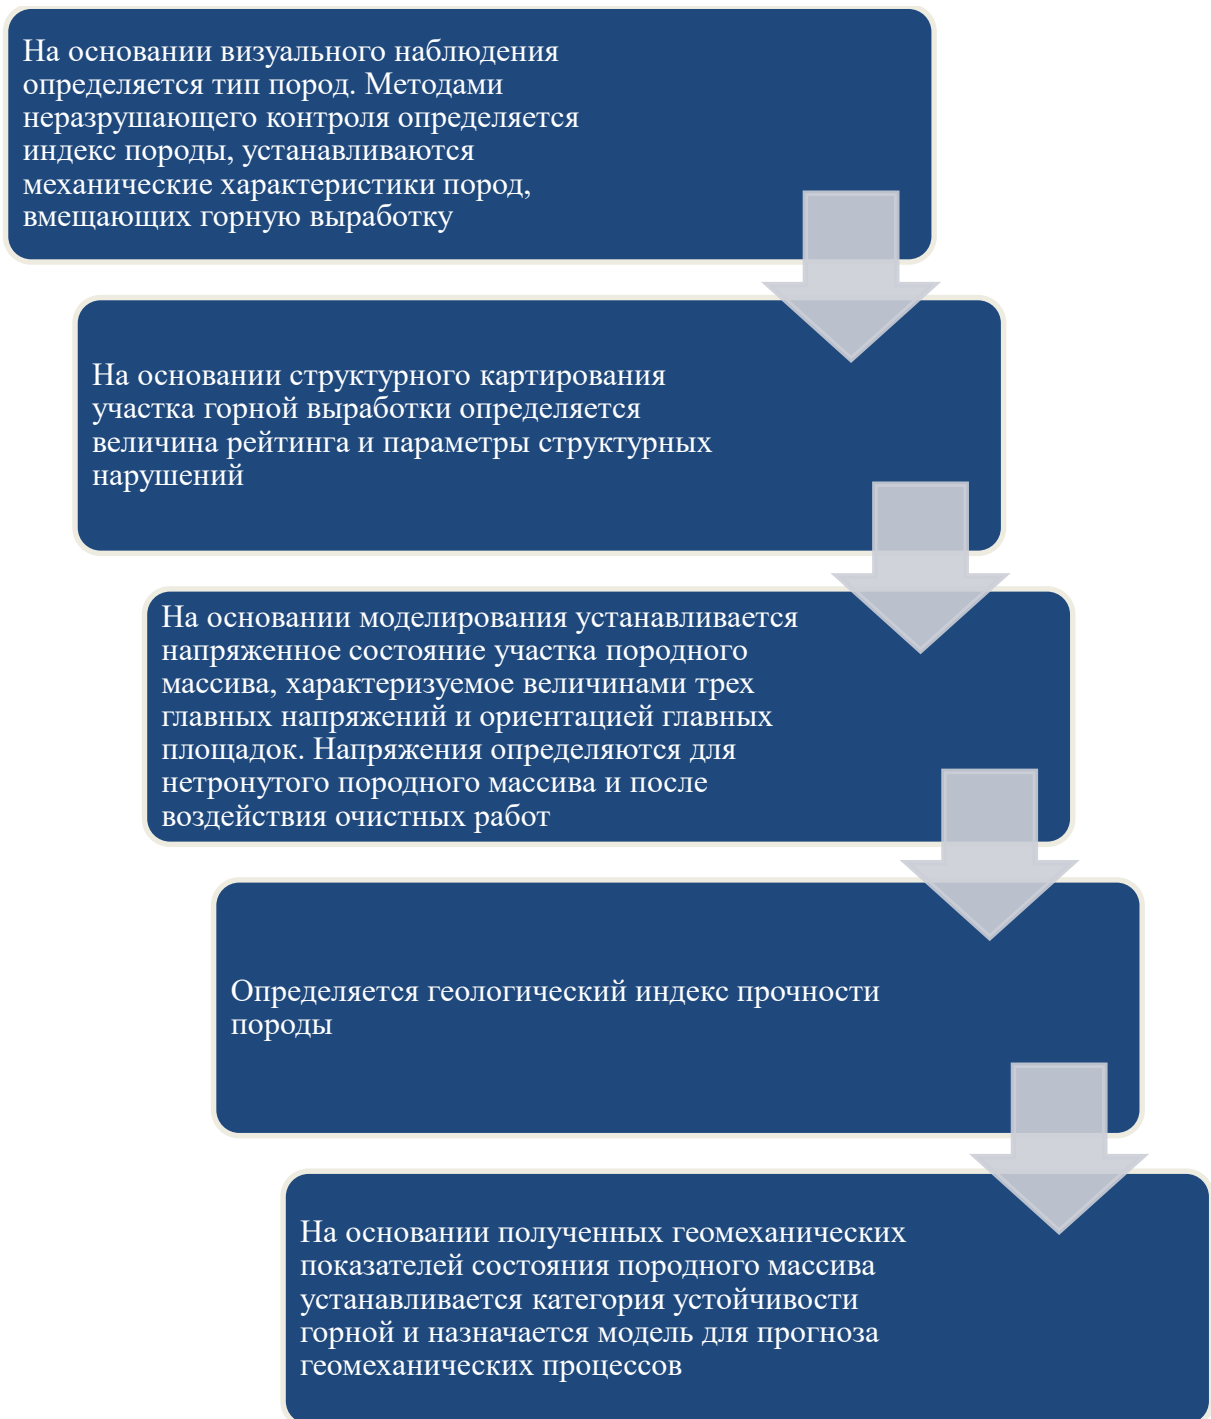 На основании визуального наблюдения
определяется тип пород. Методами
неразрушающего контроля определяется
индекс породы, устанавливаются
механические характеристики пород,
вмещающих горную выработку
На основании структурного картирования
участка горной выработки определяется
величина рейтинга и параметры структурных
нарушений
На основании моделирования устанавливается
напряженное состояние участка породного
массива, характеризуемое величинами трех
главных напряжений и ориентацией главных
площадок. Напряжения определяются для
нетронутого породного массива и после
воздействия очистных работ
Определяется геологический индекс прочности
породы
На основании полученных геомеханических
показателей состояния породного массива
устанавливается категория устойчивости
горной и назначается модель для прогноза
геомеханических процессов